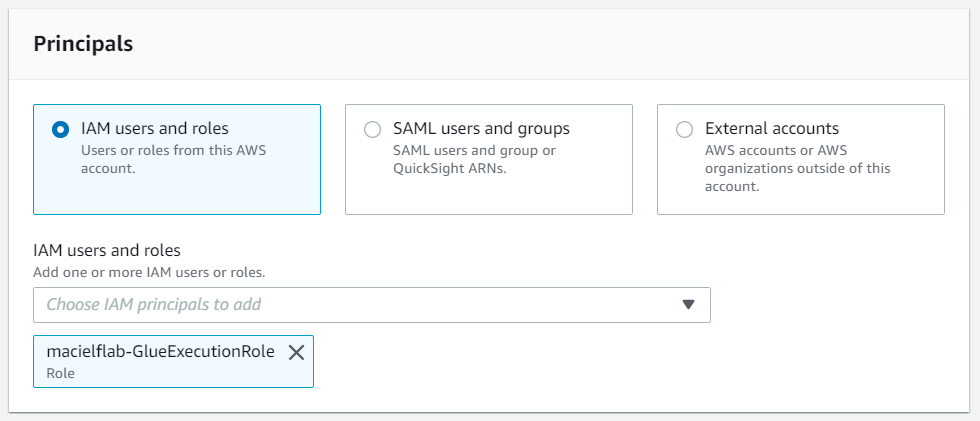 Principals
IAM users and roles
Users or roles from this AWS
account.
SAML users and groups
SAML users and group or
QuickSight ARNs.
External accounts
AWS accounts or AWS
organizations outside of this
account.
IAM users and roles
Add one or more IAM users or roles.
Choose IAM principals to add
macielflab-GlueExecutionRole
Role